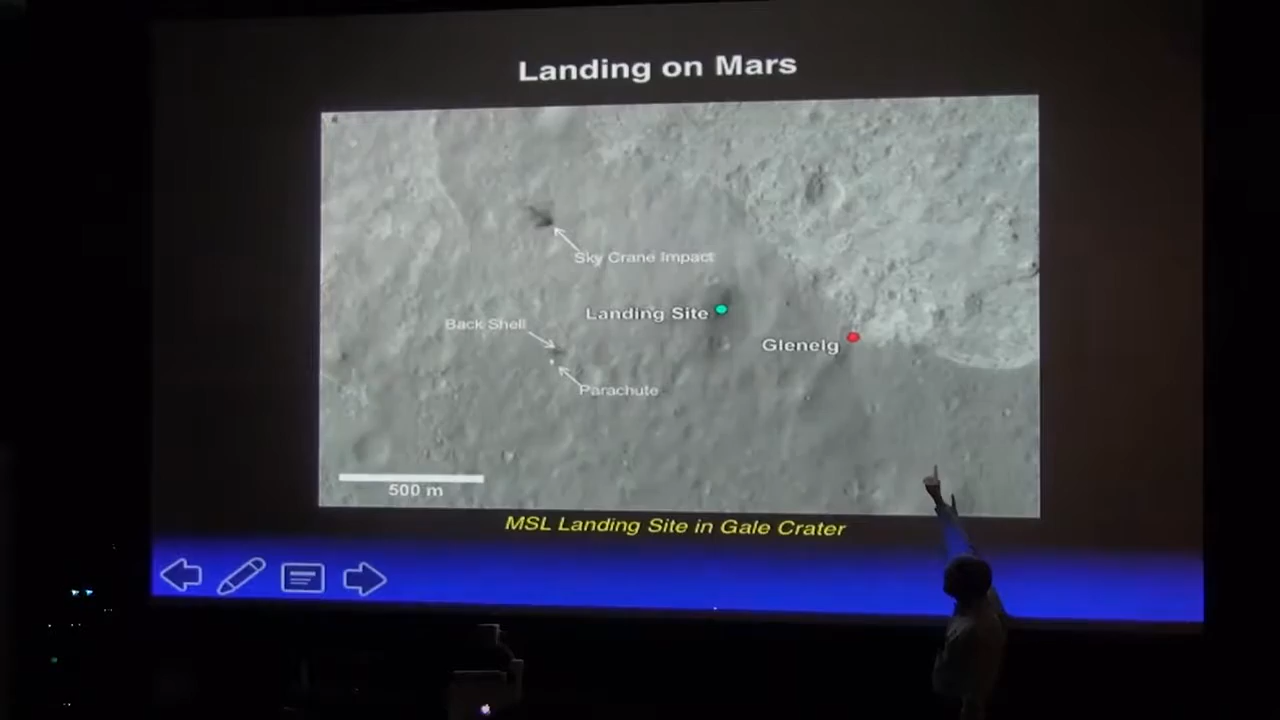 Landing on Mars
Sky Crane Impact
Landing Site
Back Shell
Glenelg
Parachute
500 m
MSL Landing Site in Gale Crater